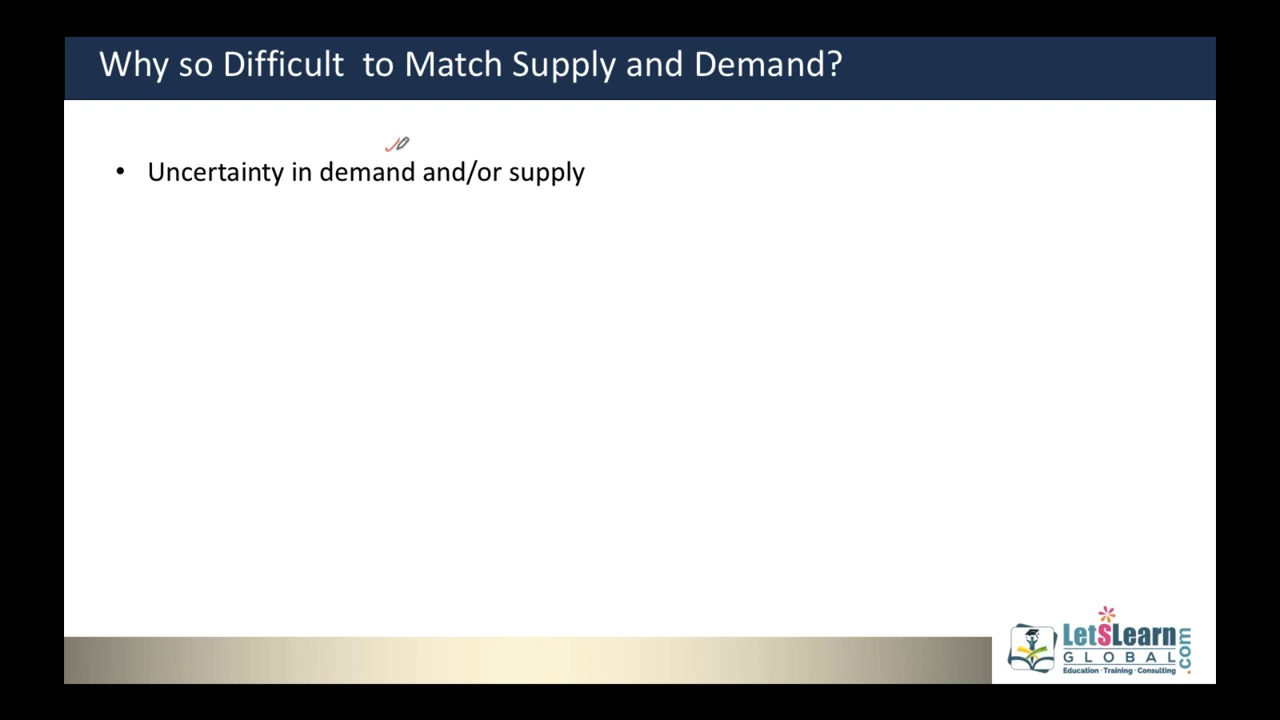 Why so Difficult  to Match Supply and Demand?
• Uncertainty in demand and/or supply
LetSLearn
GLOBAL
.com
Education · Training · Consulting